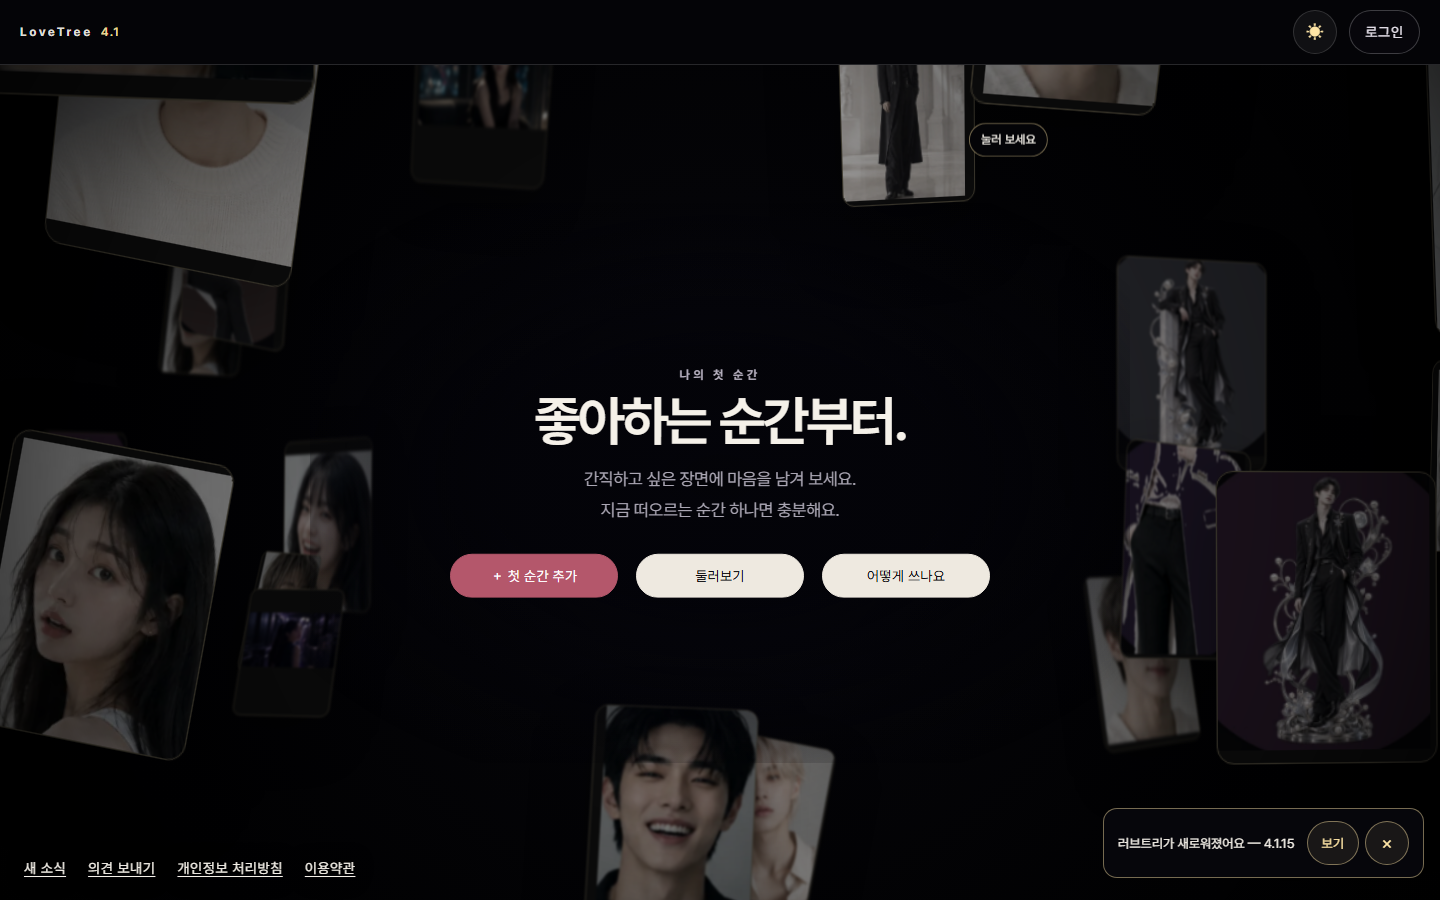 LoveTree 4.1
로그인
눌러 보세요
나의 첫 순간
좋아하는 순간부터.
간직하고 싶은 장면에 마음을 남겨 보세요.
지금 떠오르는 순간 하나면 충분해요.
+ 첫 순간 추가
둘러보기
어떻게 쓰나요
러브트리가 새로워졌어요 — 4.1.15
보기
×
새 소식
의견 보내기
개인정보 처리방침
이용약관